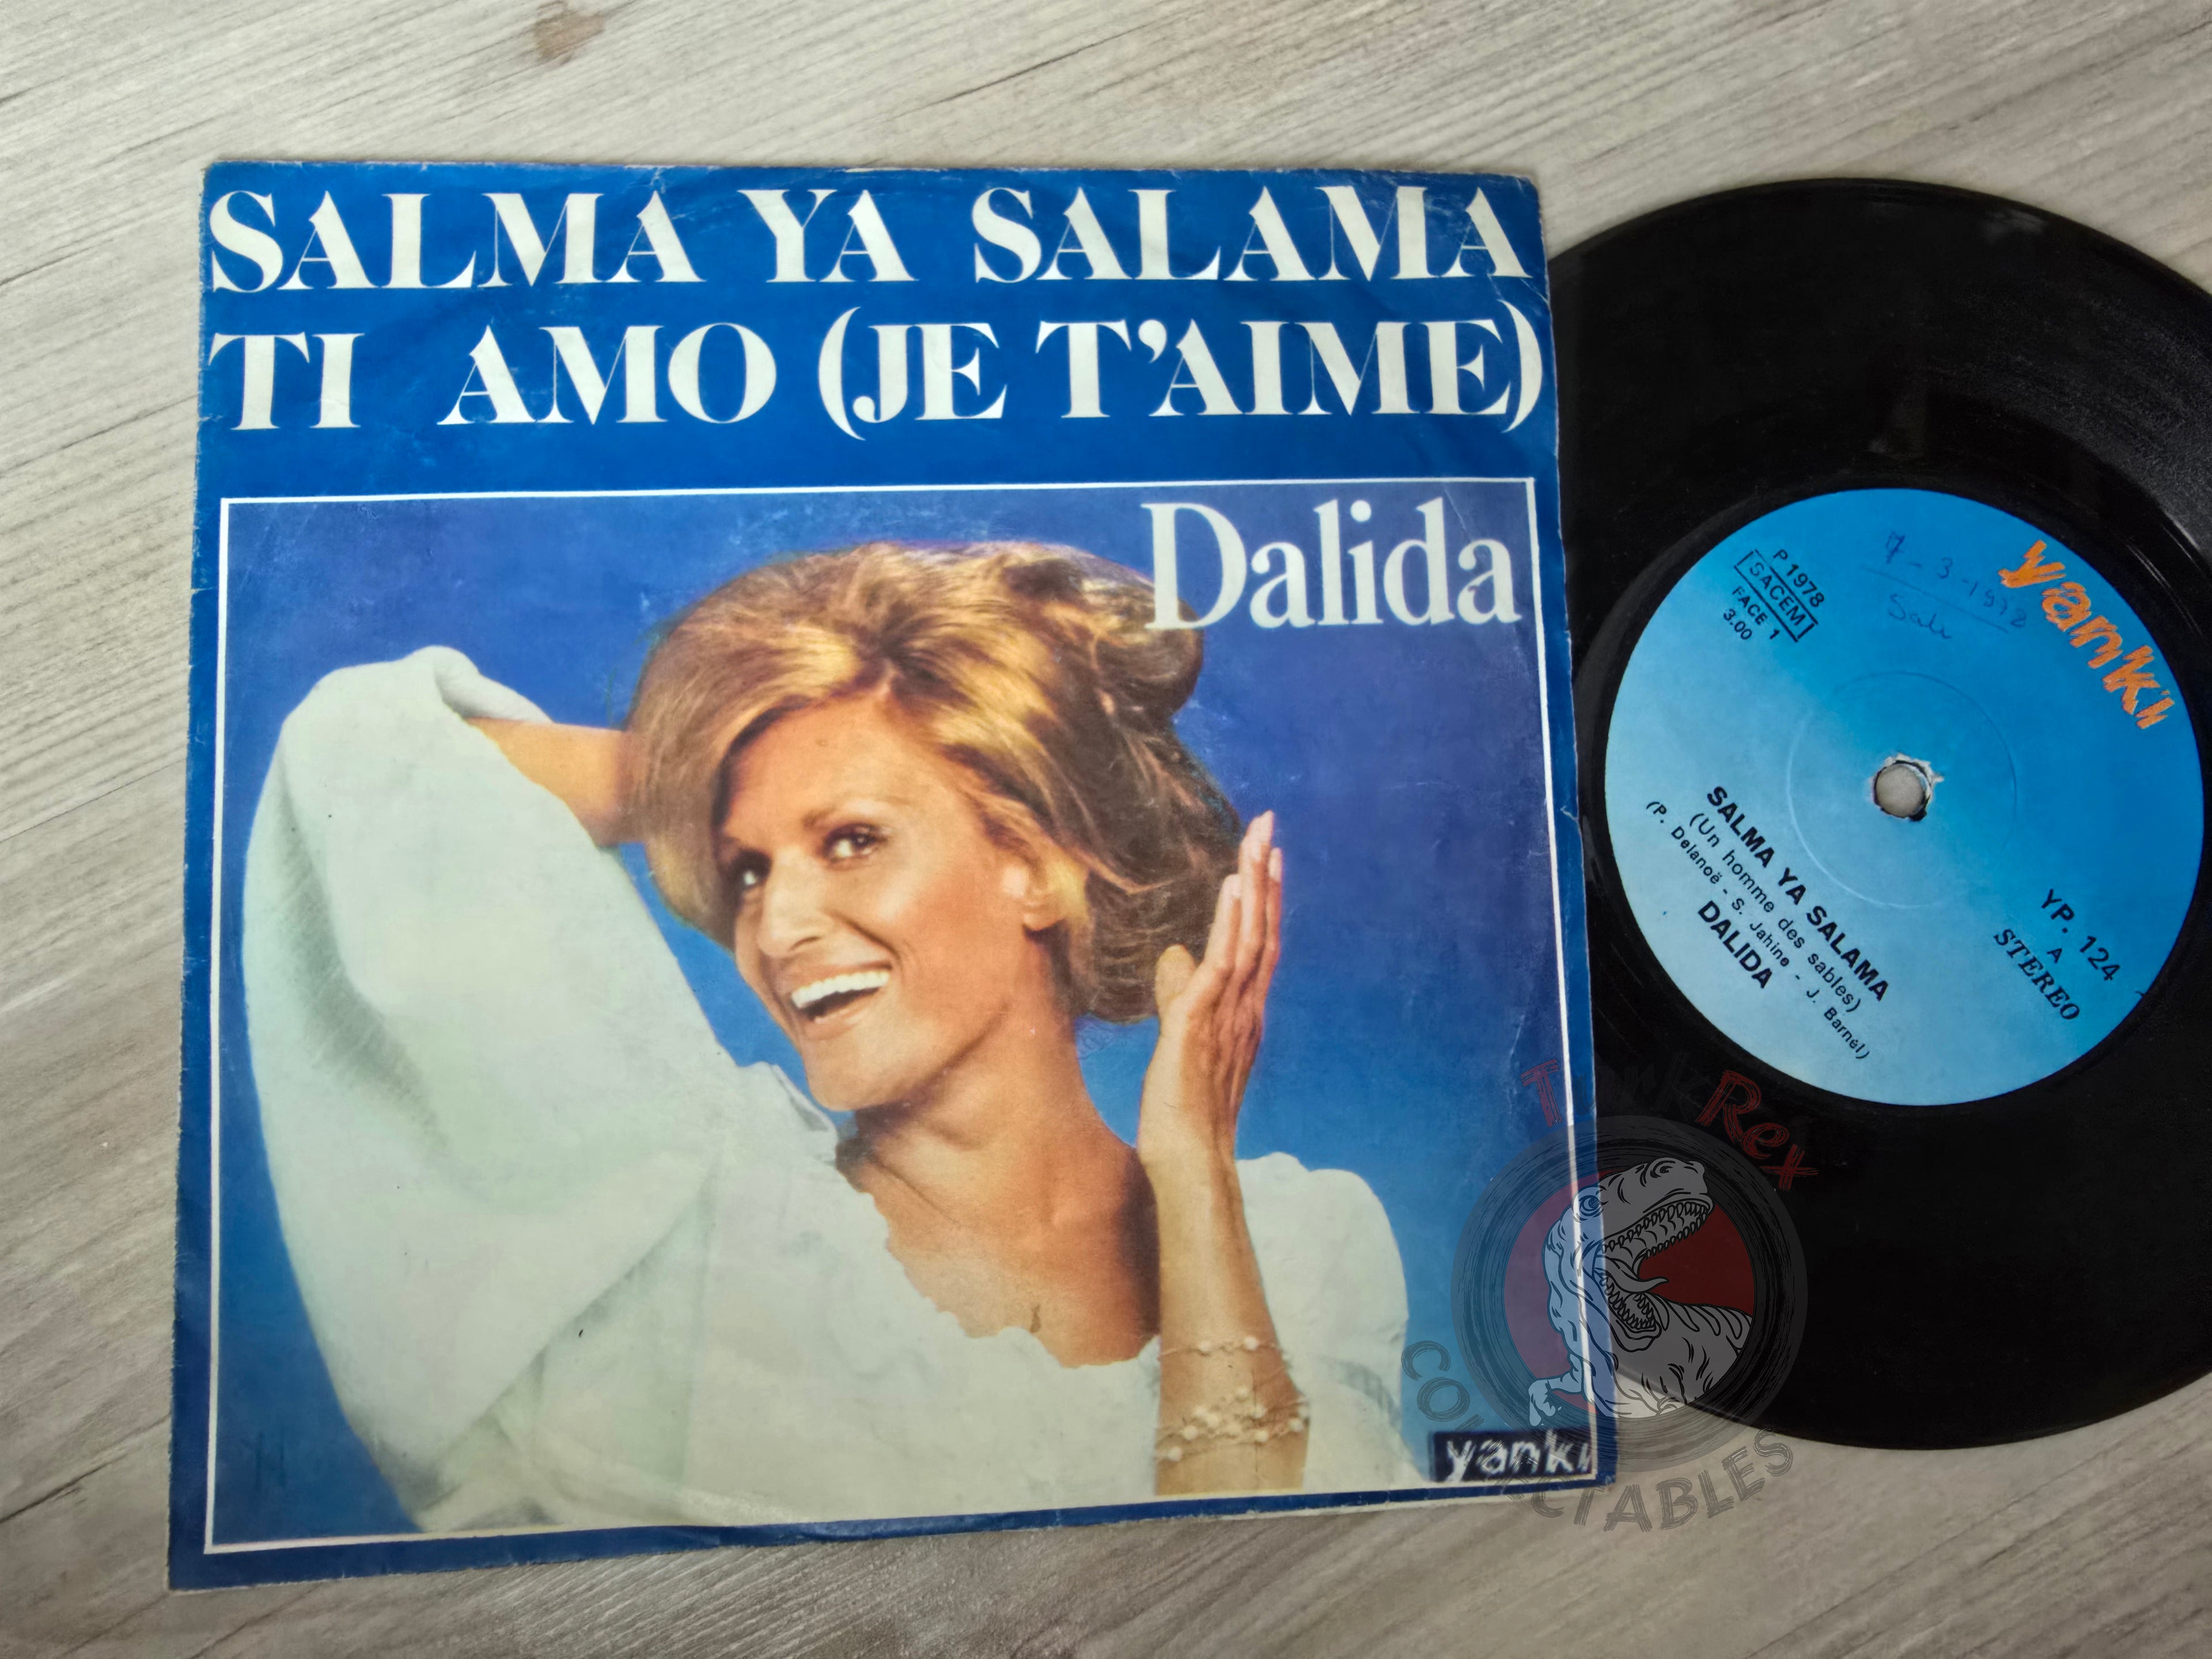 SALMA YA SALAMA
TI AMO (JE T'AIME)
Dalida
yanki
yanki
P 1978
SACEM
FACE 1
3.00
7-3-1978
SALMA YA SALAMA
(Un homme des sables)
(P. Delanoë - S. Jahine - J. Barnel)
DALIDA
YP. 124
A
STEREO
Rex
COLLECTABLES